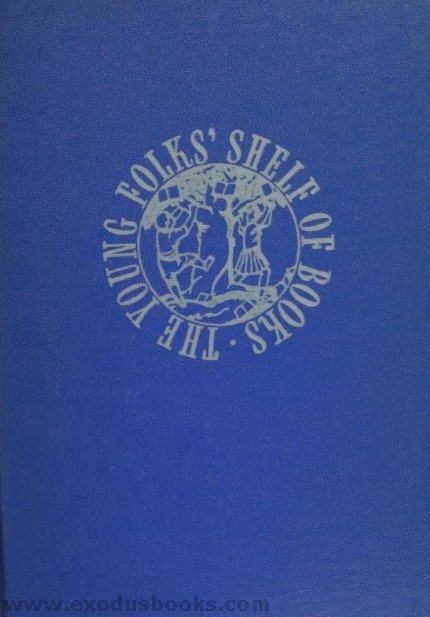 THE YOUNG FOLKS' SHELF OF BOOKS ·
www.exodusbooks.com